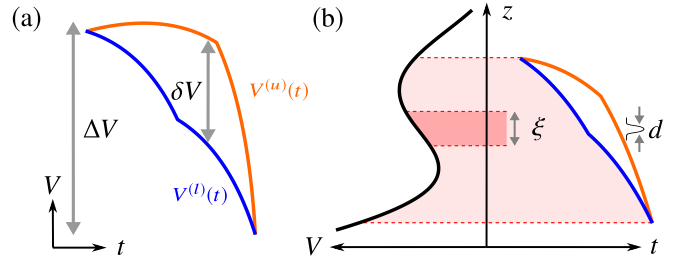 (a)
ΔV
δV
V^{(u)}(t)
V^{(l)}(t)
V
t
(b)
z
ξ
d
V
t